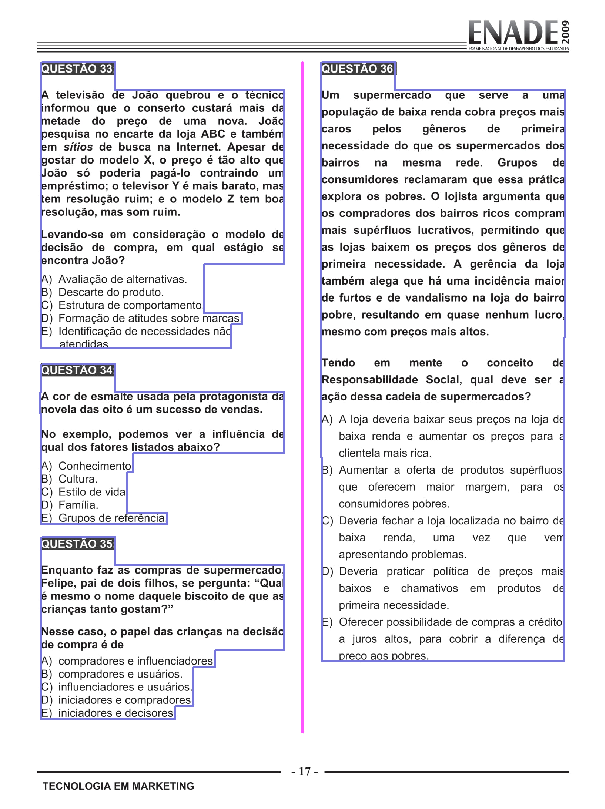 ENADE 2009
EXAME NACIONAL DE DESEMPENHO DOS ESTUDANTES
QUESTÃO 33
A televisão de João quebrou e o técnico
informou que o conserto custará mais da
metade do preço de uma nova. João
pesquisa no encarte da loja ABC e também
em sítios de busca na Internet. Apesar de
gostar do modelo X, o preço é tão alto que
João só poderia pagá-lo contraindo um
empréstimo; o televisor Y é mais barato, mas
tem resolução ruim; e o modelo Z tem boa
resolução, mas som ruim.
Levando-se em consideração o modelo de
decisão de compra, em qual estágio se
encontra João?
A) Avaliação de alternativas.
B) Descarte do produto.
C) Estrutura de comportamento.
D) Formação de atitudes sobre marcas.
E) Identificação de necessidades não
atendidas.
QUESTÃO 34
A cor de esmalte usada pela protagonista da
novela das oito é um sucesso de vendas.
No exemplo, podemos ver a influência de
qual dos fatores listados abaixo?
A) Conhecimento.
B) Cultura.
C) Estilo de vida.
D) Família.
E) Grupos de referência.
QUESTÃO 35
Enquanto faz as compras de supermercado,
Felipe, pai de dois filhos, se pergunta: “Qual
é mesmo o nome daquele biscoito de que as
crianças tanto gostam?”
Nesse caso, o papel das crianças na decisão
de compra é de
A) compradores e influenciadores.
B) compradores e usuários.
C) influenciadores e usuários.
D) iniciadores e compradores.
E) iniciadores e decisores.
QUESTÃO 36
Um supermercado que serve a uma
população de baixa renda cobra preços mais
caros pelos gêneros de primeira
necessidade do que os supermercados dos
bairros na mesma rede. Grupos de
consumidores reclamaram que essa prática
explora os pobres. O lojista argumenta que
os compradores dos bairros ricos compram
mais supérfluos lucrativos, permitindo que
as lojas baixem os preços dos gêneros de
primeira necessidade. A gerência da loja
também alega que há uma incidência maior
de furtos e de vandalismo na loja do bairro
pobre, resultando em quase nenhum lucro,
mesmo com preços mais altos.
Tendo em mente o conceito de
Responsabilidade Social, qual deve ser a
ação dessa cadeia de supermercados?
A) A loja deveria baixar seus preços na loja de
baixa renda e aumentar os preços para a
clientela mais rica.
B) Aumentar a oferta de produtos supérfluos,
que oferecem maior margem, para os
consumidores pobres.
C) Deveria fechar a loja localizada no bairro de
baixa renda, uma vez que vem
apresentando problemas.
D) Deveria praticar política de preços mais
baixos e chamativos em produtos de
primeira necessidade.
E) Oferecer possibilidade de compras a crédito,
a juros altos, para cobrir a diferença de
preço aos pobres.
- 17 -
TECNOLOGIA EM MARKETING